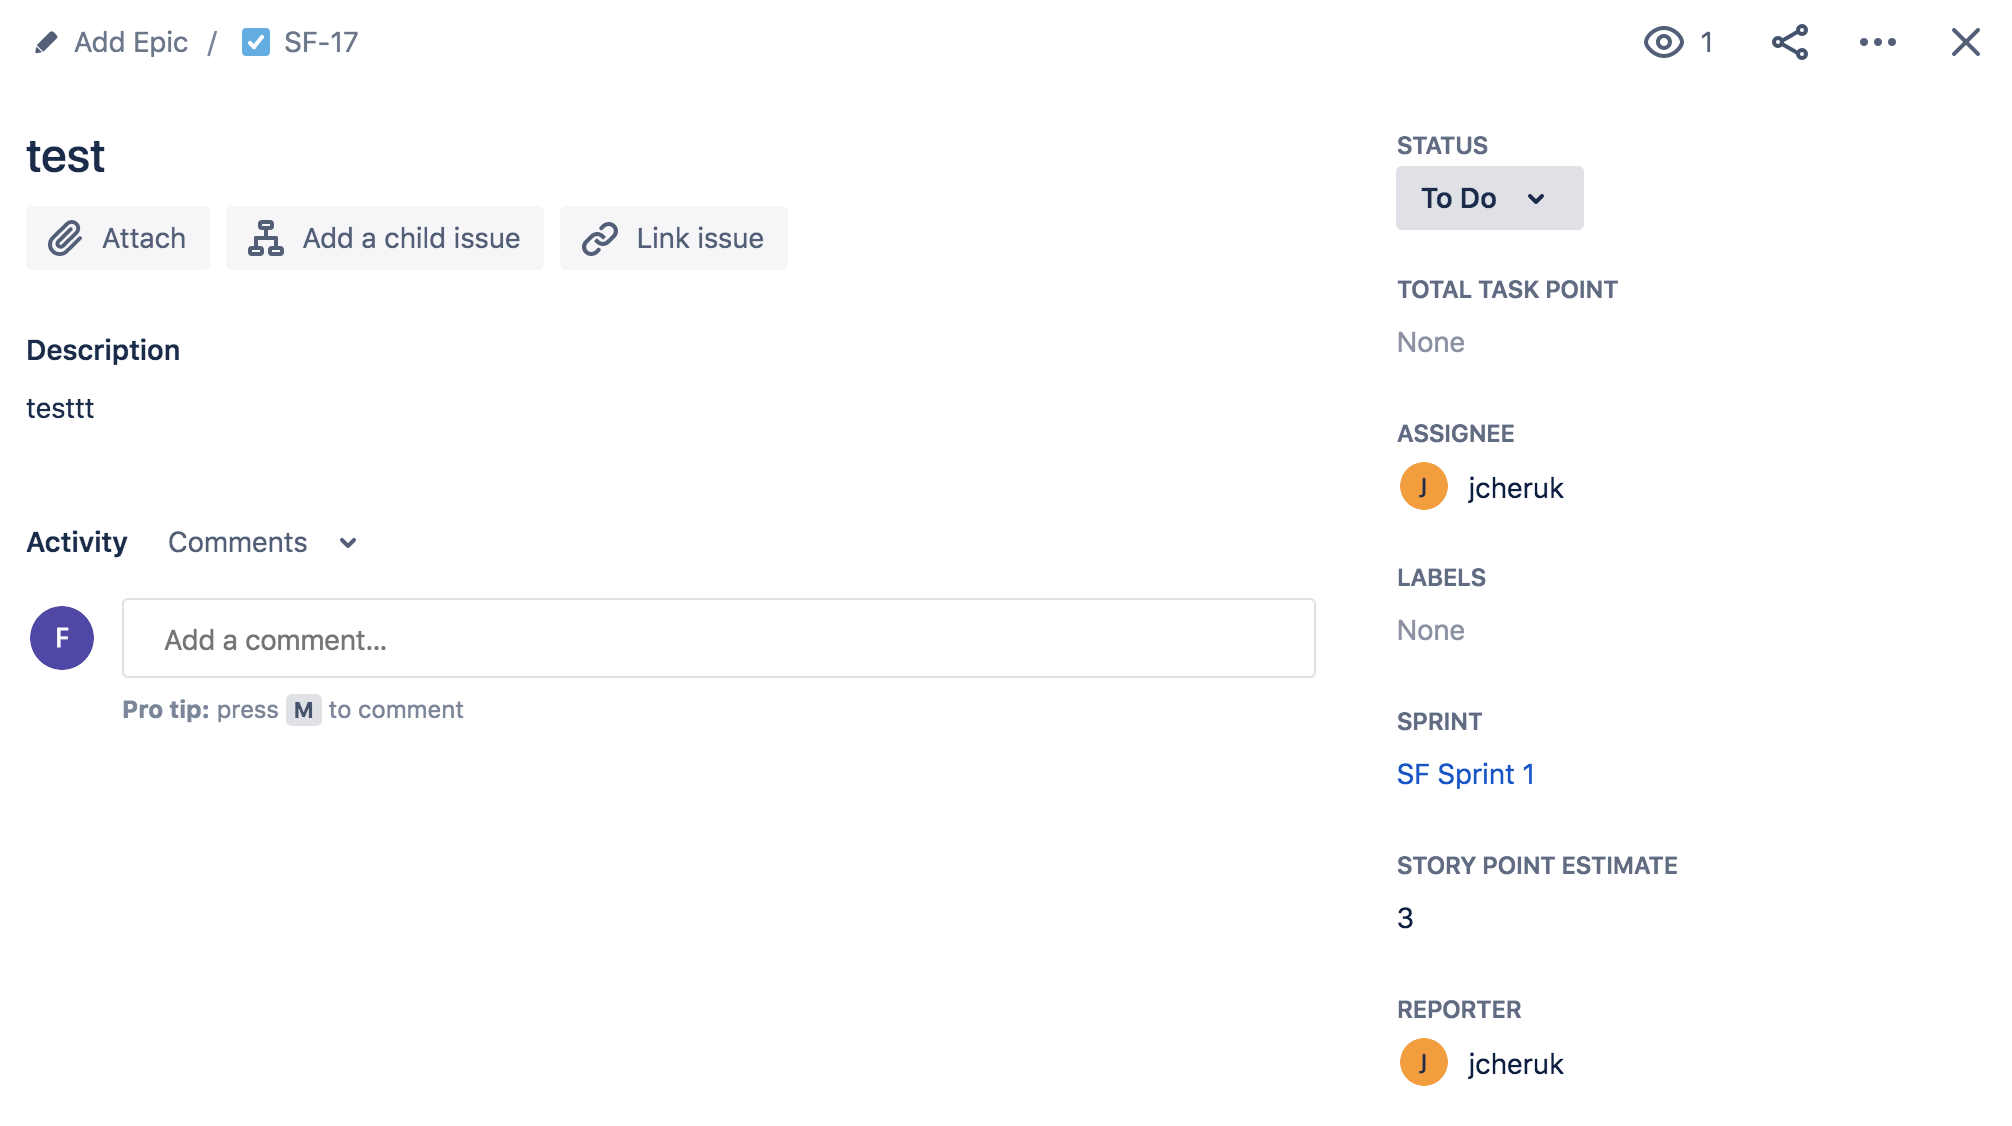 Add Epic / SF-17
1
test
Attach
Add a child issue
Link issue
Description
testtt
Activity Comments
F
Add a comment...
Pro tip: press M to comment
STATUS
To Do
TOTAL TASK POINT
None
ASSIGNEE
J jcheruk
LABELS
None
SPRINT
SF Sprint 1
STORY POINT ESTIMATE
3
REPORTER
J jcheruk